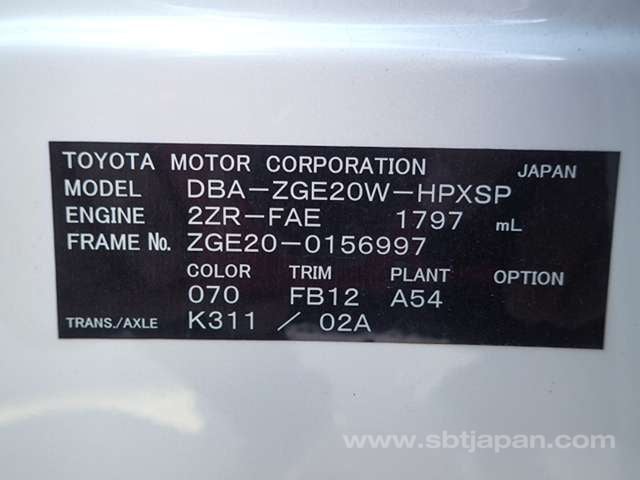 TOYOTA MOTOR CORPORATION JAPAN
MODEL DBA-ZGE20W-HPXSP
ENGINE 2ZR-FAE 1797 mL
FRAME No. ZGE20-0156997
COLOR TRIM PLANT OPTION
070 FB12 A54
TRANS./AXLE K311 / 02A
www.sbtjapan.com